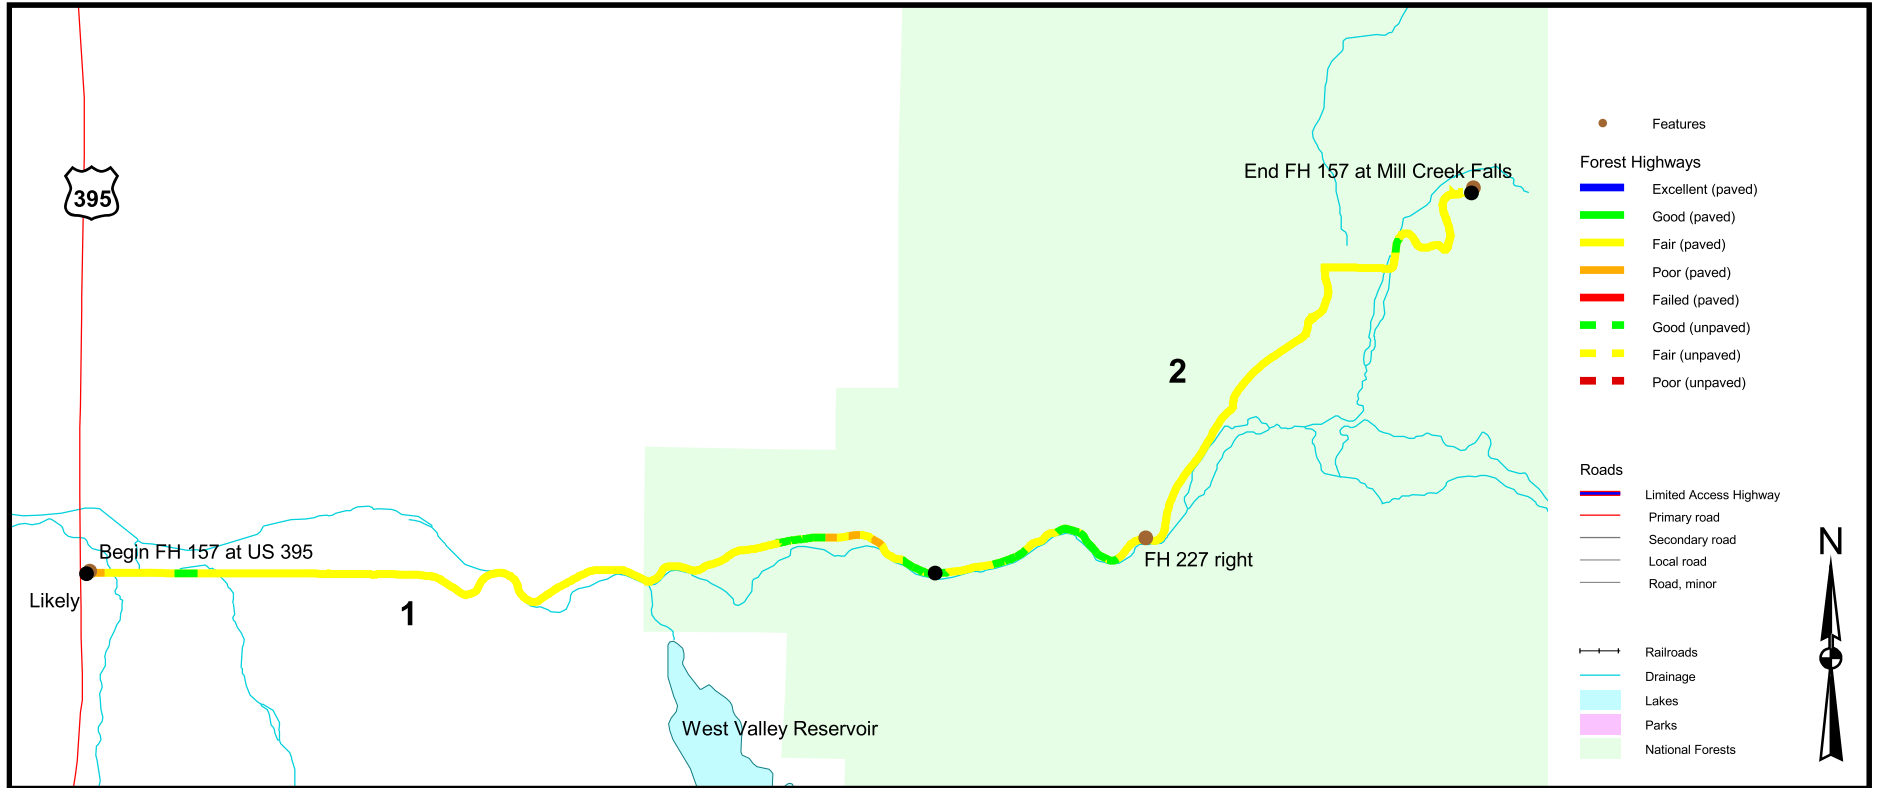 395
End FH 157 at Mill Creek Falls
2
Begin FH 157 at US 395
FH 227 right
Likely
1
West Valley Reservoir
Features
Forest Highways
Excellent (paved)
Good (paved)
Fair (paved)
Poor (paved)
Failed (paved)
Good (unpaved)
Fair (unpaved)
Poor (unpaved)
Roads
Limited Access Highway
Primary road
Secondary road
Local road
Road, minor
Railroads
Drainage
Lakes
Parks
National Forests
N